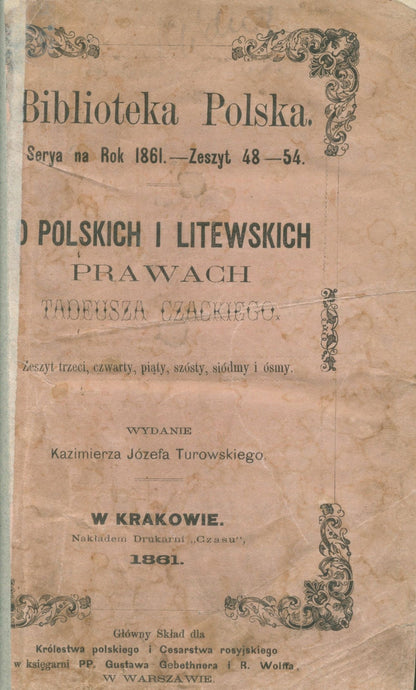 Biblioteka Polska.
Serya na Rok 1861.—Zeszyt 48—54.
O POLSKICH I LITEWSKICH
PRAWACH
TADEUSZA CZACKIEGO.
Zeszyt trzeci, czwarty, piąty, szósty, siódmy i ósmy.
WYDANIE
Kazimierza Józefa Turowskiego.
W KRAKOWIE.
Nakładem Drukarni „Czasu“,
1861.
Główny Skład dla
Królestwa polskiego i Cesarstwa rosyjskiego
w księgarni PP. Gustawa Gebethnera i R. Wolffa,
W WARSZAWIE.